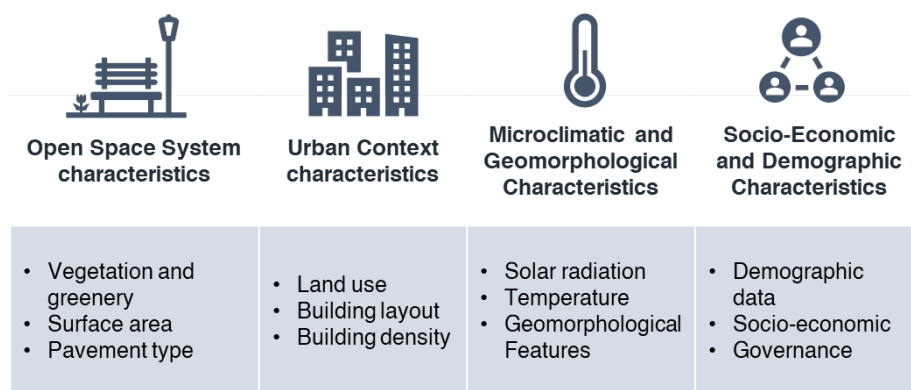 Open Space System
characteristics
Urban Context
characteristics
Microclimatic and
Geomorphological
Characteristics
Socio-Economic
and Demographic
Characteristics
• Vegetation and
greenery
• Surface area
• Pavement type
• Land use
• Building layout
• Building density
• Solar radiation
• Temperature
• Geomorphological
Features
• Demographic
data
• Socio-economic
• Governance